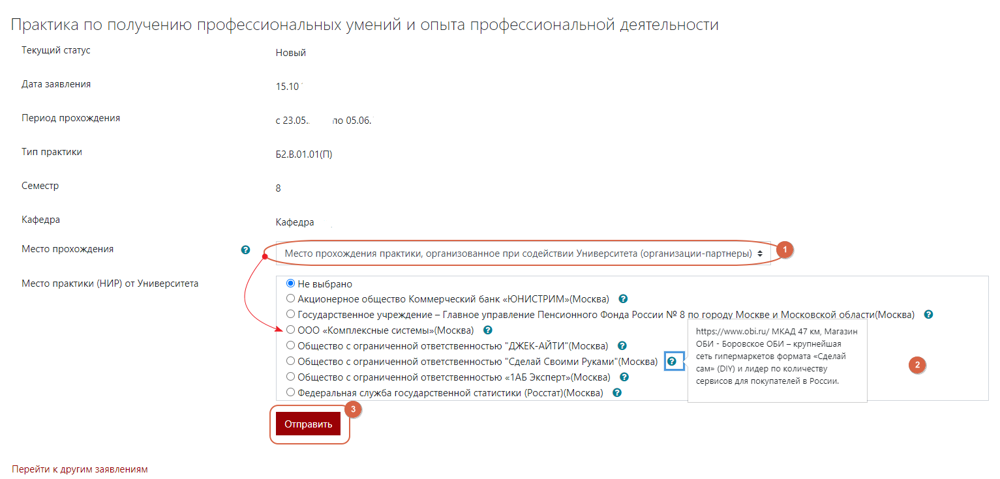 Практика по получению профессиональных умений и опыта профессиональной деятельности
Текущий статус
Новый
Дата заявления
15.10
Период прохождения
с 23.05.. по 05.06.
Тип практики
Б2.В.01.01(П)
Семестр
8
Кафедра
Кафедра
Место прохождения
?
Место прохождения практики, организованное при содействии Университета (организации-партнеры)
1
Место практики (НИР) от Университета
Не выбрано
Акционерное общество Коммерческий банк «ЮНИСТРИМ»(Москва) ?
Государственное учреждение – Главное управление Пенсионного Фонда России № 8 по городу Москве и Московской области(Москва) ?
ООО «Комплексные системы»(Москва) ?
Общество с ограниченной ответственностью "ДЖЕК-АЙТИ"(Москва) ?
Общество с ограниченной ответственностью "Сделай Своими Руками"(Москва) ?
Общество с ограниченной ответственностью «1АБ Эксперт»(Москва) ?
Федеральная служба государственной статистики (Росстат)(Москва) ?
https://www.obi.ru/ МКАД 47 км, Магазин
ОБИ - Боровское ОБИ – крупнейшая
сеть гипермаркетов формата «Сделай
сам» (DIY) и лидер по количеству
сервисов для покупателей в России.
2
Отправить
3
Перейти к другим заявлениям